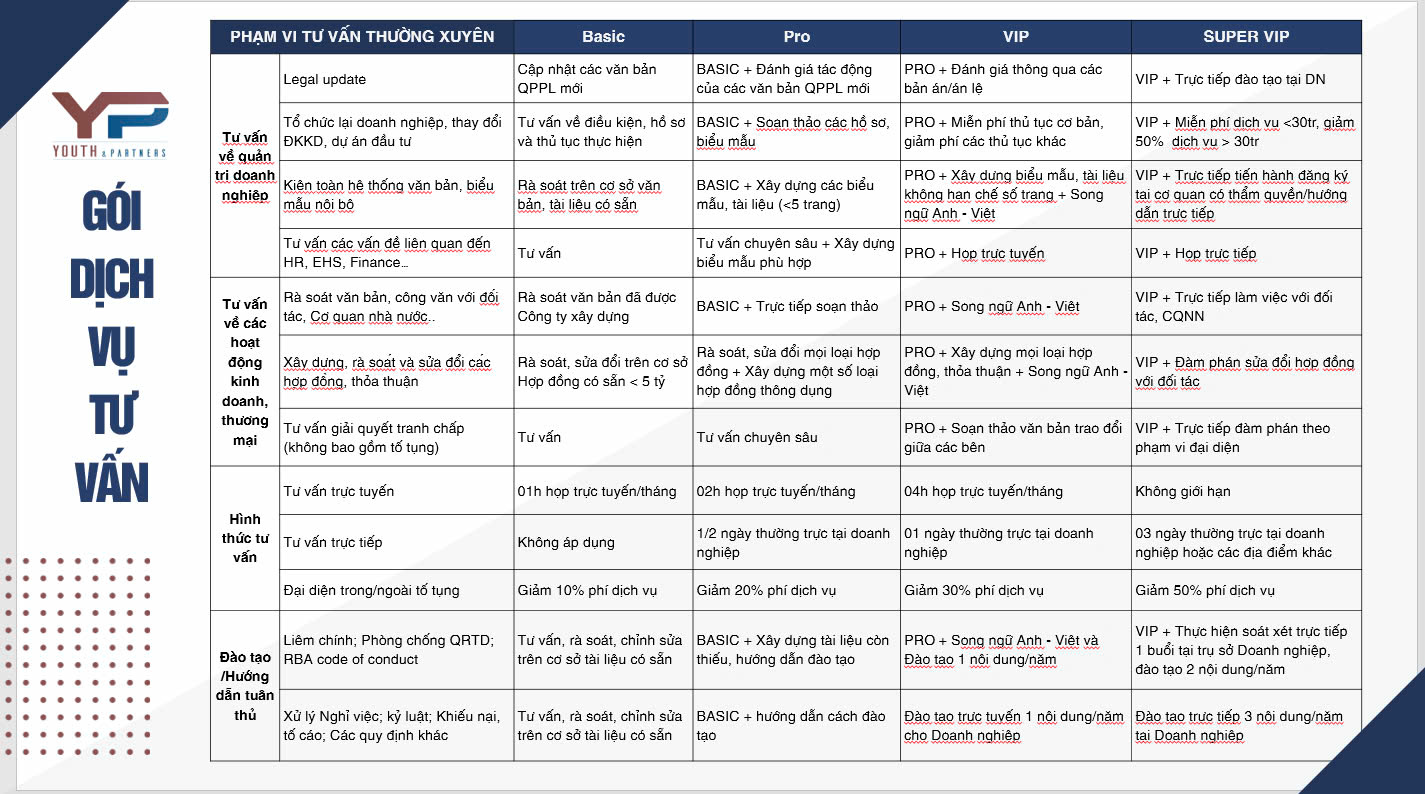 YP
YOUTH & PARTNERS
GÓI
DỊCH
VỤ
TƯ
VẤN
PHẠM VI TƯ VẤN THƯỜNG XUYÊN
Basic
Pro
VIP
SUPER VIP
Tư vấn
về quản
trị doanh
nghiệp
Legal update
Cập nhật các văn bản
QPPL mới
BASIC + Đánh giá tác động
của các văn bản QPPL mới
PRO + Đánh giá thông qua các
bản án/án lệ
VIP + Trực tiếp đào tạo tại DN
Tổ chức lại doanh nghiệp, thay đổi
ĐKKD, dự án đầu tư
Tư vấn về điều kiện, hồ sơ
và thủ tục thực hiện
BASIC + Soạn thảo các hồ sơ,
biểu mẫu
PRO + Miễn phí thủ tục cơ bản,
giảm phí các thủ tục khác
VIP + Miễn phí dịch vụ <30tr, giảm
50% dịch vụ > 30tr
Kiện toàn hệ thống văn bản, biểu
mẫu nội bộ
Rà soát trên cơ sở văn
bản, tài liệu có sẵn
BASIC + Xây dựng các biểu
mẫu, tài liệu (<5 trang)
PRO + Xây dựng biểu mẫu, tài liệu
không hạn chế số trang + Song
ngữ Anh - Việt
VIP + Trực tiếp tiến hành đăng ký
tại cơ quan có thẩm quyền/hướng
dẫn trực tiếp
Tư vấn các vấn đề liên quan đến
HR, EHS, Finance…
Tư vấn
Tư vấn chuyên sâu + Xây dựng
biểu mẫu phù hợp
PRO + Họp trực tuyến
VIP + Họp trực tiếp
Tư vấn
về các
hoạt
động
kinh
doanh,
thương
mại
Rà soát văn bản, công văn với đối
tác, Cơ quan nhà nước..
Rà soát văn bản đã được
Công ty xây dựng
BASIC + Trực tiếp soạn thảo
PRO + Song ngữ Anh - Việt
VIP + Trực tiếp làm việc với đối
tác, CQNN
Xây dựng, rà soát và sửa đổi các
hợp đồng, thỏa thuận
Rà soát, sửa đổi trên cơ sở
Hợp đồng có sẵn < 5 tỷ
Rà soát, sửa đổi mọi loại hợp
đồng + Xây dựng một số loại
hợp đồng thông dụng
PRO + Xây dựng mọi loại hợp
đồng, thỏa thuận + Song ngữ Anh -
Việt
VIP + Đàm phán sửa đổi hợp đồng
với đối tác
Tư vấn giải quyết tranh chấp
(không bao gồm tố tụng)
Tư vấn
Tư vấn chuyên sâu
PRO + Soạn thảo văn bản trao đổi
giữa các bên
VIP + Trực tiếp đàm phán theo
phạm vi đại diện
Hình
thức tư
vấn
Tư vấn trực tuyến
01h họp trực tuyến/tháng
02h họp trực tuyến/tháng
04h họp trực tuyến/tháng
Không giới hạn
Tư vấn trực tiếp
Không áp dụng
1/2 ngày thường trực tại doanh
nghiệp
01 ngày thường trực tại doanh
nghiệp
03 ngày thường trực tại doanh
nghiệp hoặc các địa điểm khác
Đại diện trong/ngoài tố tụng
Giảm 10% phí dịch vụ
Giảm 20% phí dịch vụ
Giảm 30% phí dịch vụ
Giảm 50% phí dịch vụ
Đào tạo
/Hướng
dẫn tuân
thủ
Liêm chính; Phòng chống QRTD;
RBA code of conduct
Tư vấn, rà soát, chỉnh sửa
trên cơ sở tài liệu có sẵn
BASIC + Xây dựng tài liệu còn
thiếu, hướng dẫn đào tạo
PRO + Song ngữ Anh - Việt và
Đào tạo 1 nội dung/năm
VIP + Thực hiện soát xét trực tiếp
1 buổi tại trụ sở Doanh nghiệp,
đào tạo 2 nội dung/năm
Xử lý Nghỉ việc; kỷ luật; Khiếu nại,
tố cáo; Các quy định khác
Tư vấn, rà soát, chỉnh sửa
trên cơ sở tài liệu có sẵn
BASIC + hướng dẫn cách đào
tạo
Đào tạo trực tuyến 1 nội dung/năm
cho Doanh nghiệp
Đào tạo trực tiếp 3 nội dung/năm
tại Doanh nghiệp